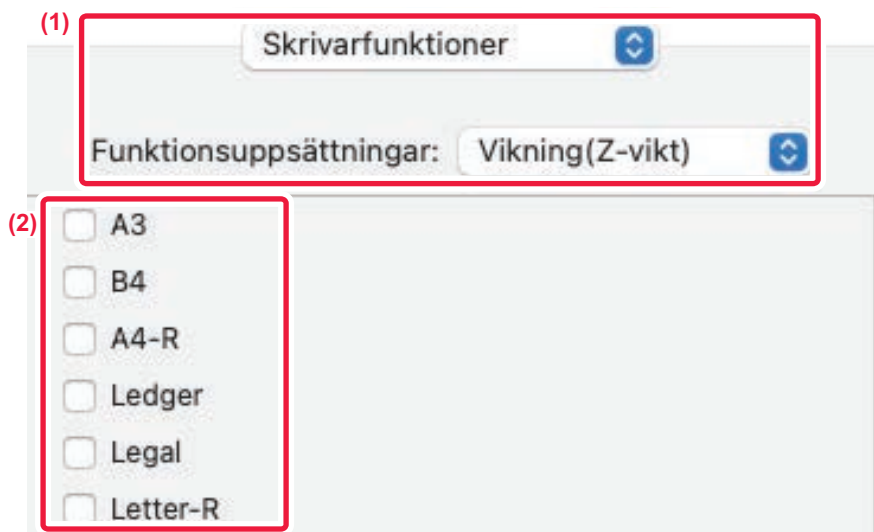 (1)
Skrivarfunktioner
Funktionsuppsättningar: Vikning(Z-vikt)
(2)
A3
B4
A4-R
Ledger
Legal
Letter-R